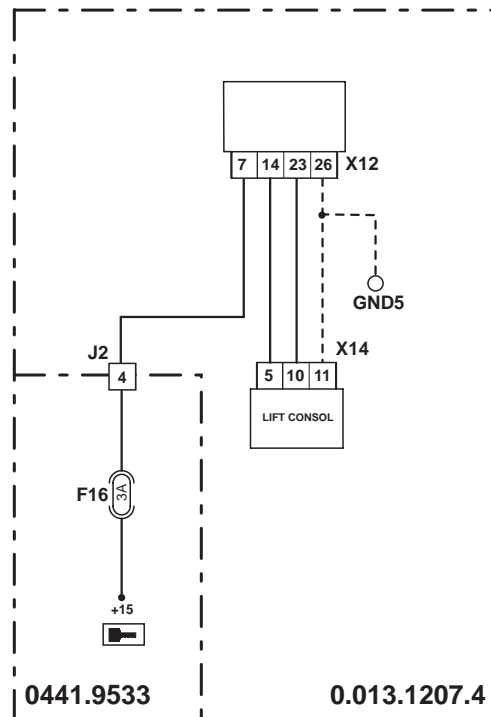 7 14 23 26 X12
GND5
X14
J2
4
5 10 11
LIFT CONSOL
F16 3A
+15
0441.9533 0.013.1207.4